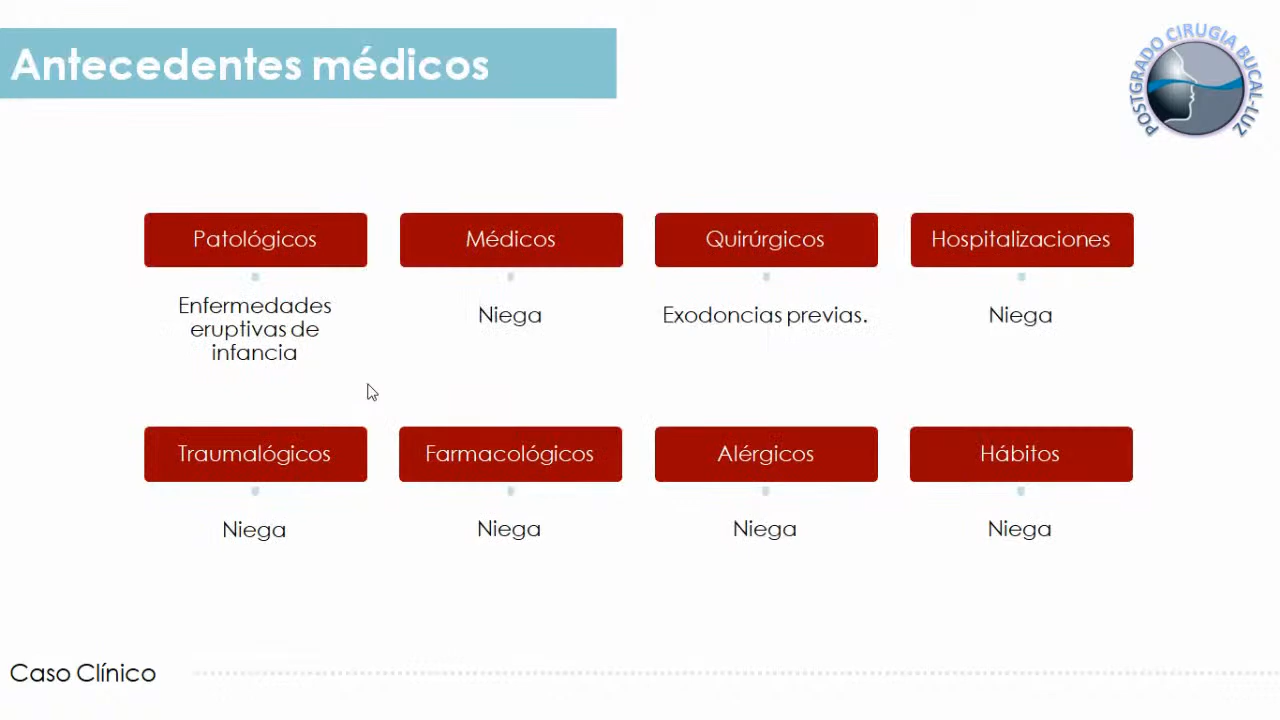 Antecedentes médicos
POSTGRADO CIRUGIA BUCAL-LUZ
Patológicos
Médicos
Quirúrgicos
Hospitalizaciones
Enfermedades
eruptivas de
infancia
Niega
Exodoncias previas.
Niega
Traumalógicos
Farmacológicos
Alérgicos
Hábitos
Niega
Niega
Niega
Niega
Caso Clínico